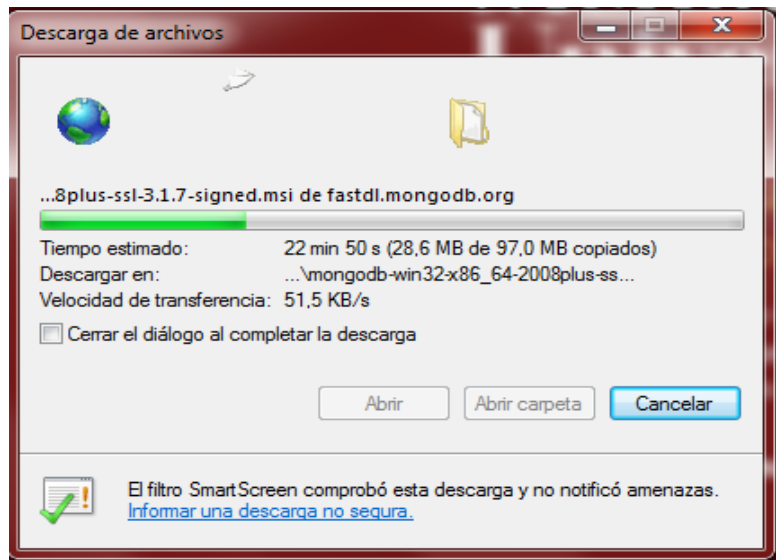 Descarga de archivos
...8plus-ssl-3.1.7-signed.msi de fastdl.mongodb.org
Tiempo estimado: 22 min 50 s (28,6 MB de 97,0 MB copiados)
Descargar en: ...\mongodb-win32-x86_64-2008plus-ss...
Velocidad de transferencia: 51,5 KB/s
Cerrar el diálogo al completar la descarga
Abrir Abrir carpeta Cancelar
El filtro SmartScreen comprobó esta descarga y no notificó amenazas.
Informar una descarga no segura.